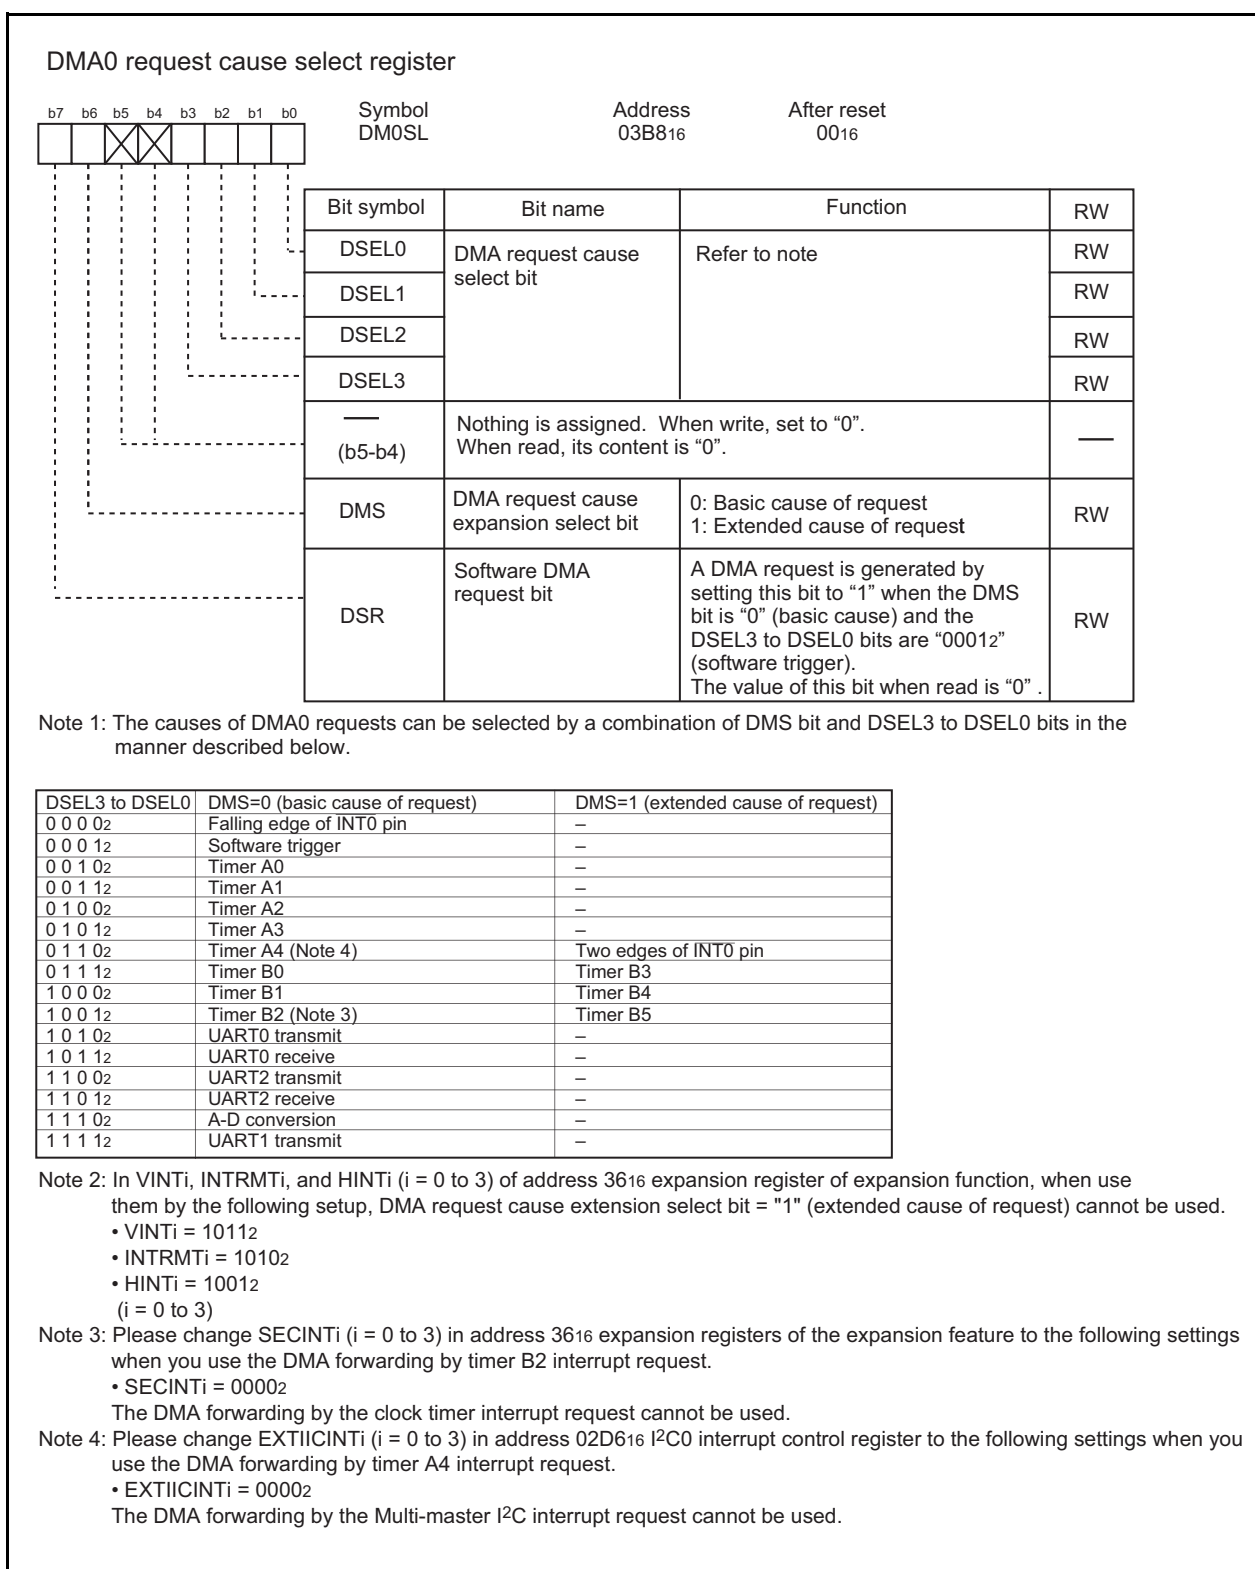 DMA0 request cause select register
b7 b6 b5 b4 b3 b2 b1 b0
Symbol Address After reset
DM0SL 03B816 0016
Bit symbol Bit name Function RW
DSEL0 DMA request cause select bit Refer to note RW
DSEL1 RW
DSEL2 RW
DSEL3 RW
— (b5-b4) Nothing is assigned. When write, set to “0”. —
When read, its content is “0”.
DMS DMA request cause expansion select bit 0: Basic cause of request RW
1: Extended cause of request
DSR Software DMA request bit A DMA request is generated by RW
setting this bit to “1” when the DMS
bit is “0” (basic cause) and the
DSEL3 to DSEL0 bits are “00012”
(software trigger).
The value of this bit when read is “0” .
Note 1: The causes of DMA0 requests can be selected by a combination of DMS bit and DSEL3 to DSEL0 bits in the
manner described below.
DSEL3 to DSEL0 DMS=0 (basic cause of request) DMS=1 (extended cause of request)
0 0 0 02 Falling edge of INT0 pin –
0 0 0 12 Software trigger –
0 0 1 02 Timer A0 –
0 0 1 12 Timer A1 –
0 1 0 02 Timer A2 –
0 1 0 12 Timer A3 –
0 1 1 02 Timer A4 (Note 4) Two edges of INT0 pin
0 1 1 12 Timer B0 Timer B3
1 0 0 02 Timer B1 Timer B4
1 0 0 12 Timer B2 (Note 3) Timer B5
1 0 1 02 UART0 transmit –
1 0 1 12 UART0 receive –
1 1 0 02 UART2 transmit –
1 1 0 12 UART2 receive –
1 1 1 02 A-D conversion –
1 1 1 12 UART1 transmit –
Note 2: In VINTi, INTRMTi, and HINTi (i = 0 to 3) of address 3616 expansion register of expansion function, when use
them by the following setup, DMA request cause extension select bit = "1" (extended cause of request) cannot be used.
• VINTi = 10112
• INTRMTi = 10102
• HINTi = 10012
(i = 0 to 3)
Note 3: Please change SECINTi (i = 0 to 3) in address 3616 expansion registers of the expansion feature to the following settings
when you use the DMA forwarding by timer B2 interrupt request.
• SECINTi = 00002
The DMA forwarding by the clock timer interrupt request cannot be used.
Note 4: Please change EXTIICINTi (i = 0 to 3) in address 02D616 I2C0 interrupt control register to the following settings when you
use the DMA forwarding by timer A4 interrupt request.
• EXTIICINTi = 00002
The DMA forwarding by the Multi-master I2C interrupt request cannot be used.